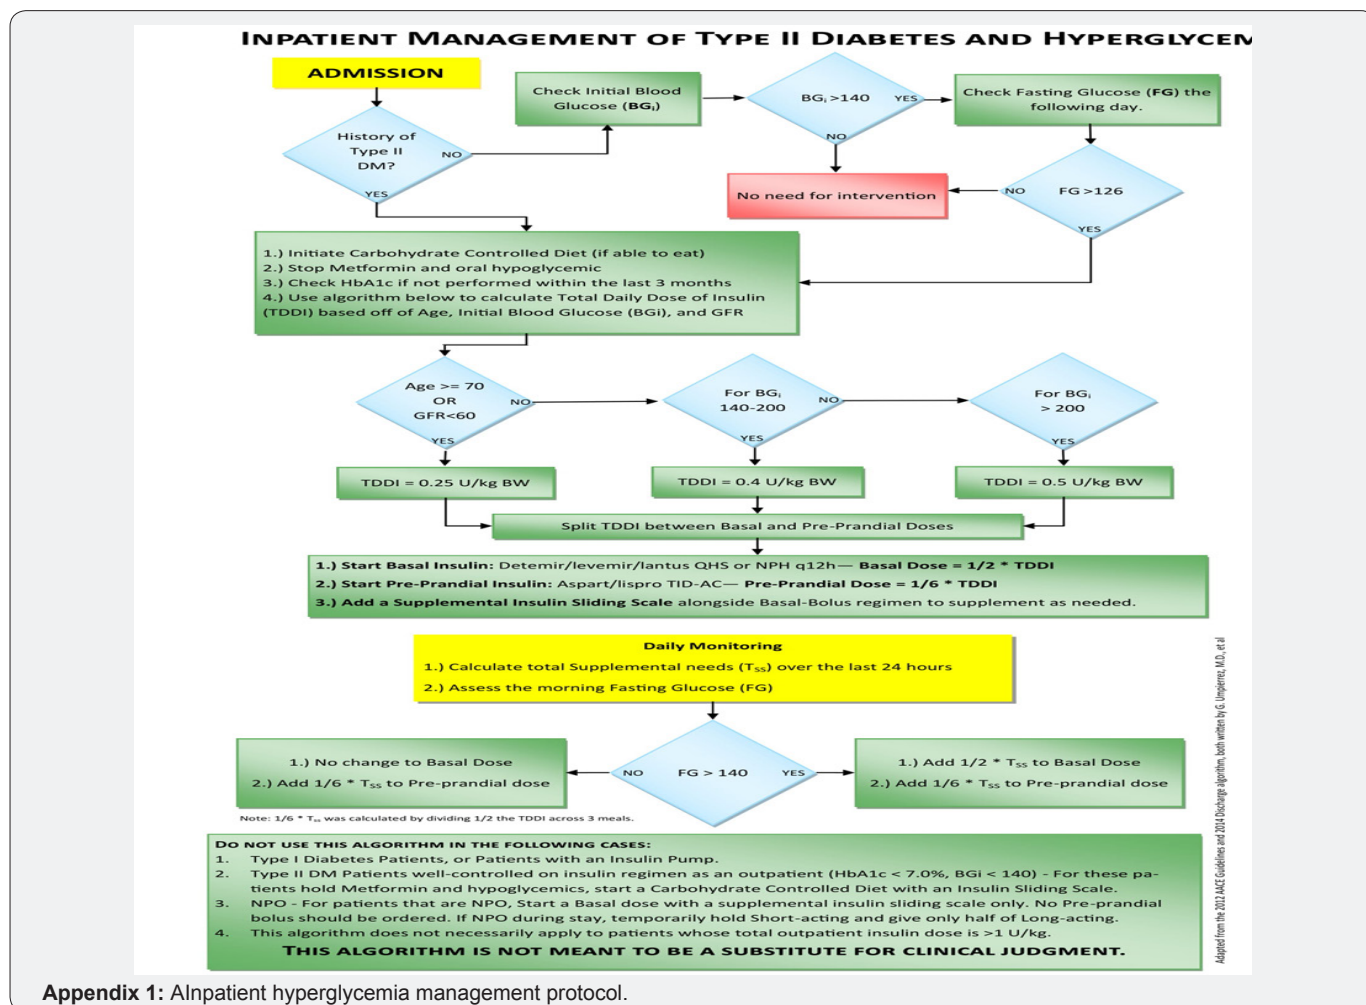 INPATIENT MANAGEMENT OF TYPE II DIABETES AND HYPERGLYCEM
ADMISSION
History of
Type II
DM?
NO
YES
Check Initial Blood
Glucose (BGi)
BGi >140
YES
NO
Check Fasting Glucose (FG) the
following day.
No need for intervention
NO
FG >126
YES
1.) Initiate Carbohydrate Controlled Diet (if able to eat)
2.) Stop Metformin and oral hypoglycemic
3.) Check HbA1c if not performed within the last 3 months
4.) Use algorithm below to calculate Total Daily Dose of Insulin
(TDDI) based off of Age, Initial Blood Glucose (BGi), and GFR
Age >= 70
OR
GFR<60
NO
YES
For BGi
140-200
NO
YES
For BGi
> 200
YES
TDDI = 0.25 U/kg BW
TDDI = 0.4 U/kg BW
TDDI = 0.5 U/kg BW
Split TDDI between Basal and Pre-Prandial Doses
1.) Start Basal Insulin: Detemir/levemir/lantus QHS or NPH q12h— Basal Dose = 1/2 * TDDI
2.) Start Pre-Prandial Insulin: Aspart/lispro TID-AC— Pre-Prandial Dose = 1/6 * TDDI
3.) Add a Supplemental Insulin Sliding Scale alongside Basal-Bolus regimen to supplement as needed.
Daily Monitoring
1.) Calculate total Supplemental needs (TSS) over the last 24 hours
2.) Assess the morning Fasting Glucose (FG)
1.) No change to Basal Dose
2.) Add 1/6 * TSS to Pre-prandial dose
NO
FG > 140
YES
1.) Add 1/2 * TSS to Basal Dose
2.) Add 1/6 * TSS to Pre-prandial dose
Note: 1/6 * Tss was calculated by dividing 1/2 the TDDI across 3 meals.
DO NOT USE THIS ALGORITHM IN THE FOLLOWING CASES:
1. Type I Diabetes Patients, or Patients with an Insulin Pump.
2. Type II DM Patients well-controlled on insulin regimen as an outpatient (HbA1c < 7.0%, BGi < 140) - For these pa-
tients hold Metformin and hypoglycemics, start a Carbohydrate Controlled Diet with an Insulin Sliding Scale.
3. NPO - For patients that are NPO, Start a Basal dose with a supplemental insulin sliding scale only. No Pre-prandial
bolus should be ordered. If NPO during stay, temporarily hold Short-acting and give only half of Long-acting.
4. This algorithm does not necessarily apply to patients whose total outpatient insulin dose is >1 U/kg.
THIS ALGORITHM IS NOT MEANT TO BE A SUBSTITUTE FOR CLINICAL JUDGMENT.
Adapted from the 2012 AACE Guidelines and 2014 Discharge algorithm, both written by G. Umpierrez, M.D., et al
Appendix 1: AInpatient hyperglycemia management protocol.